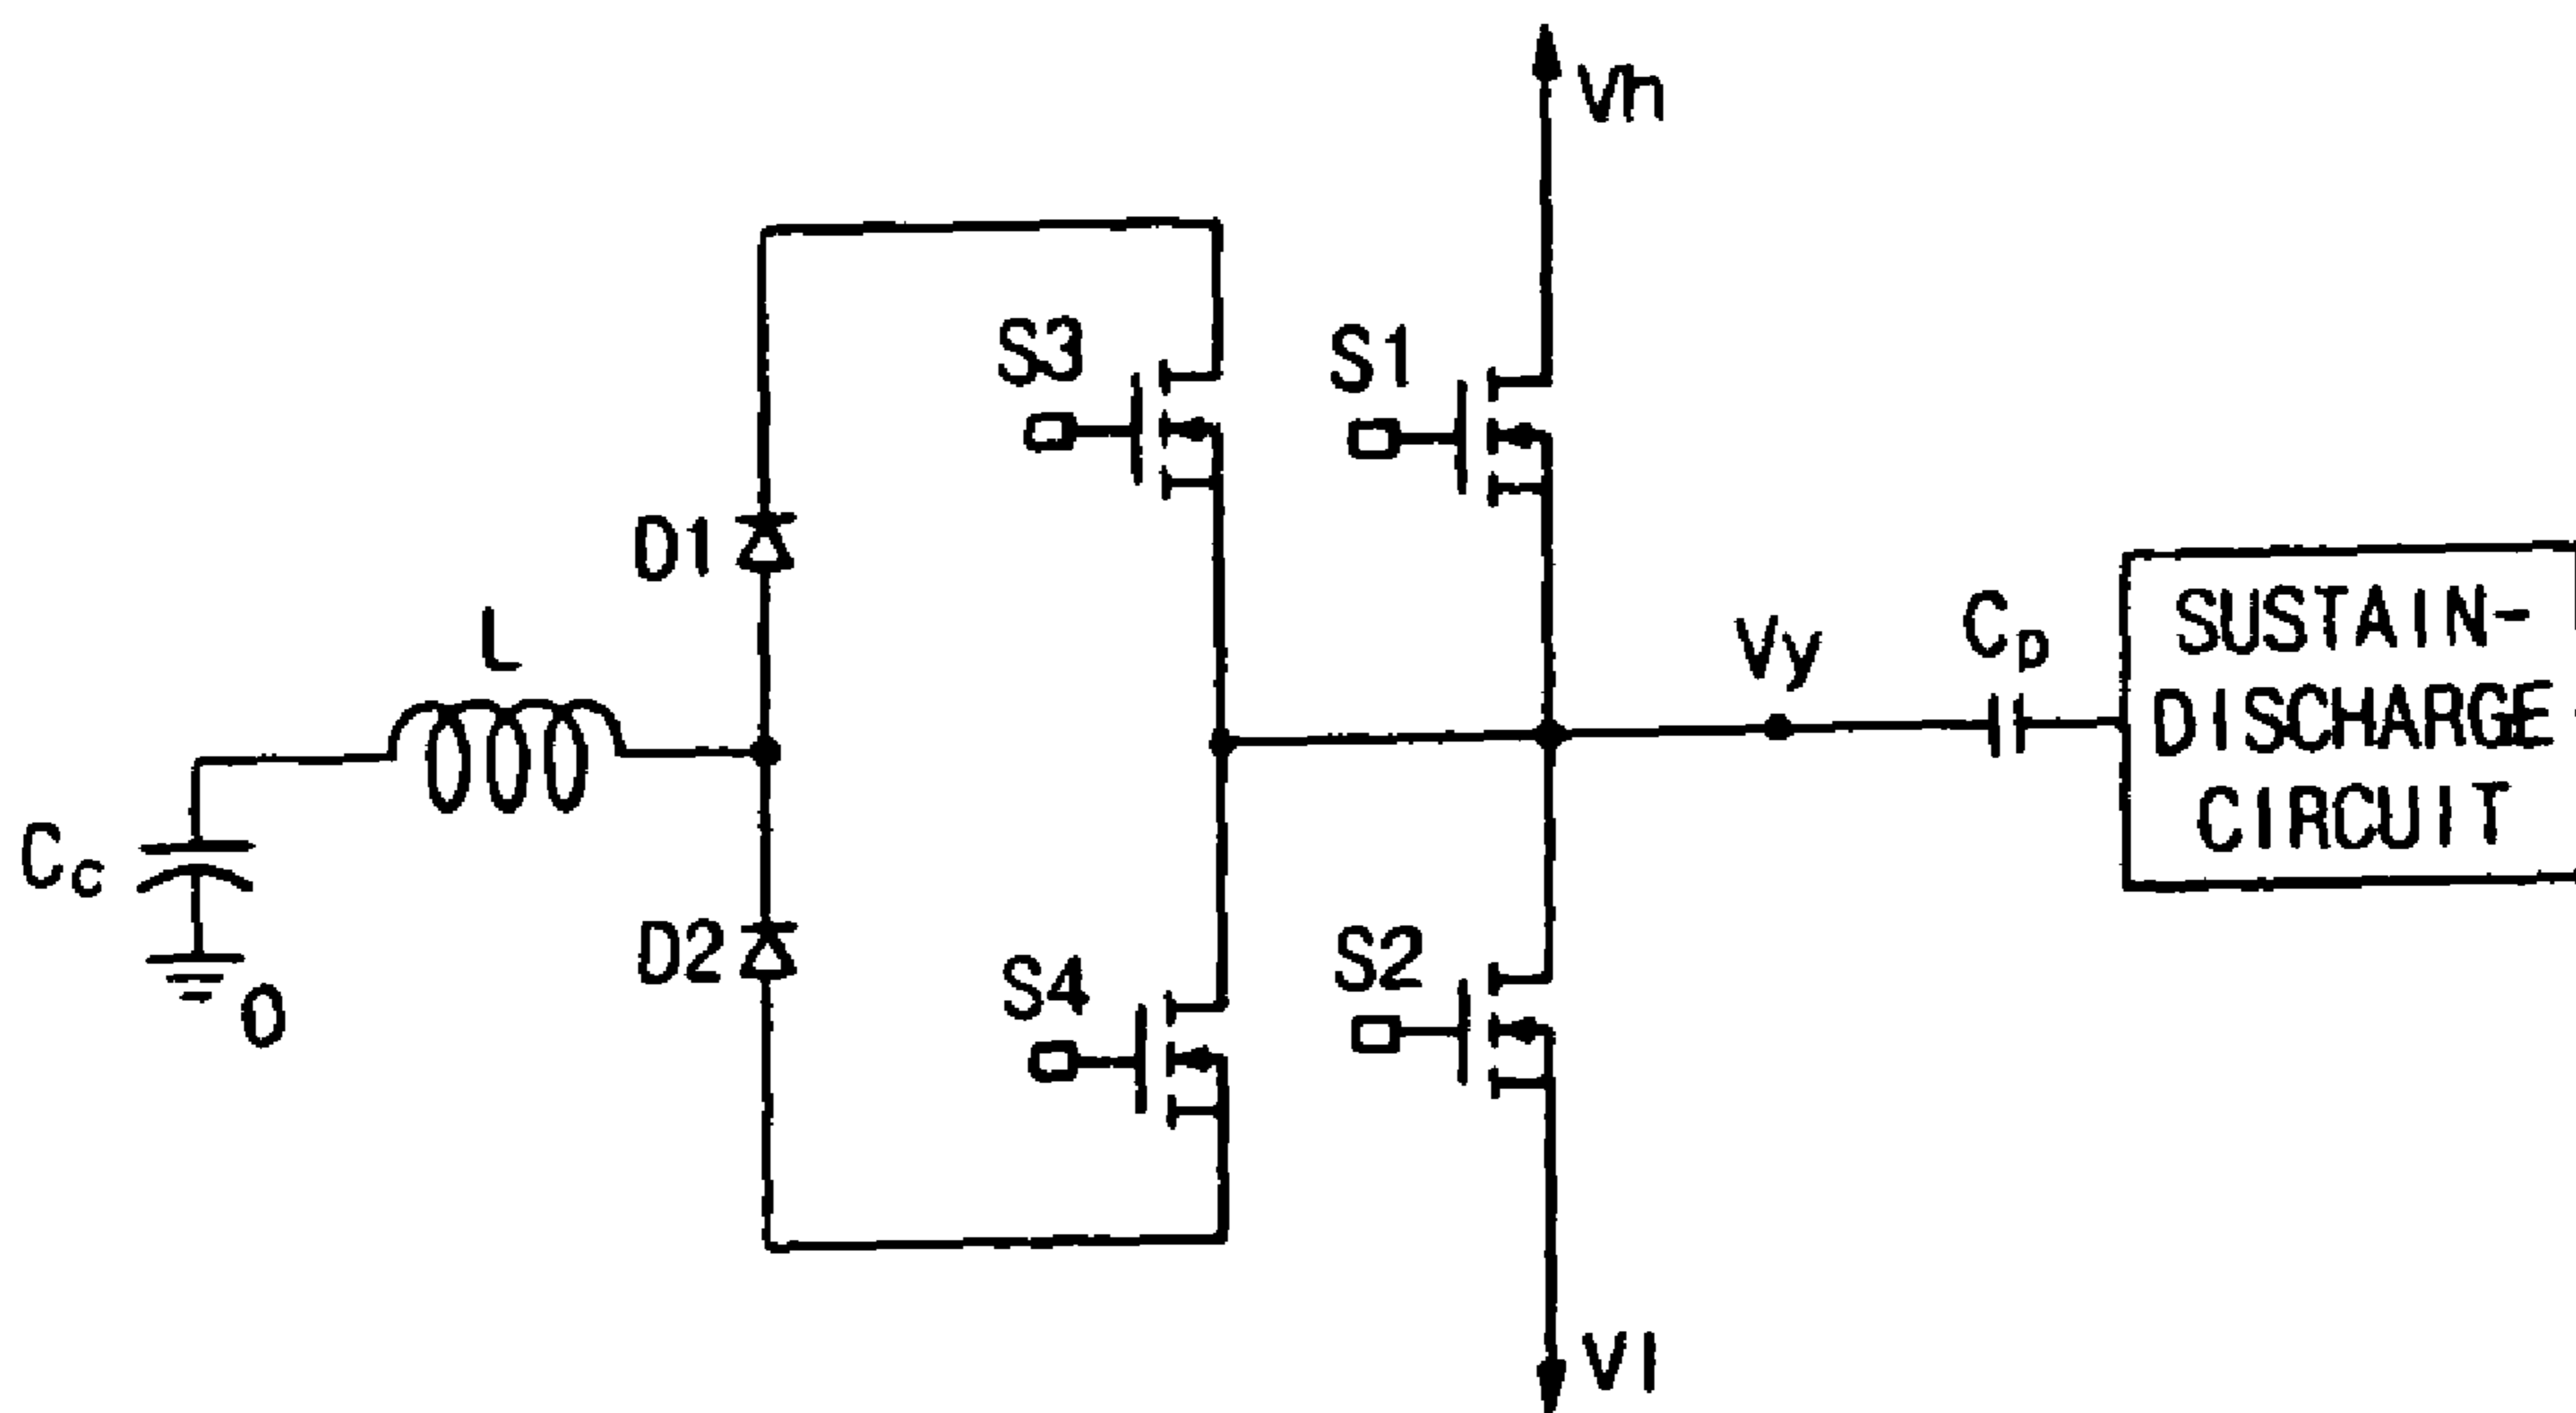 Vh
S3
S1
D1
L
Vy
Cp
SUSTAIN-
DISCHARGE
CIRCUIT
Cc
D2
S4
S2
0
Vl